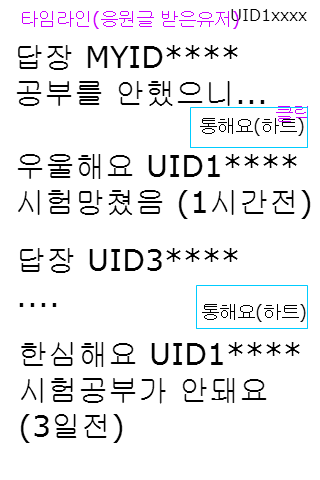 타임라인(응원글 받은유저)
UID1xxxx
답장 MYID****
공부를 안했으니...
통해요(하트)
우울해요 UID1****
시험망쳤음 (1시간전)
답장 UID3****
....
통해요(하트)
한심해요 UID1****
시험공부가 안돼요
(3일전)